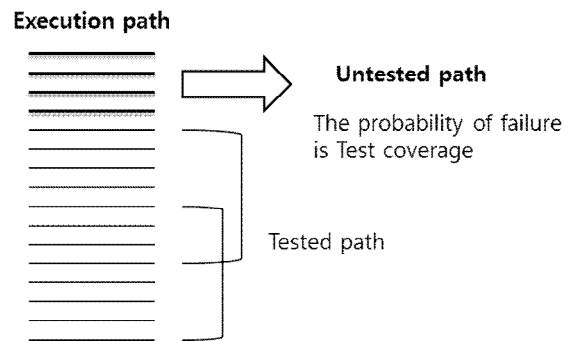 Execution path
Untested path
The probability of failure
is Test coverage
Tested path